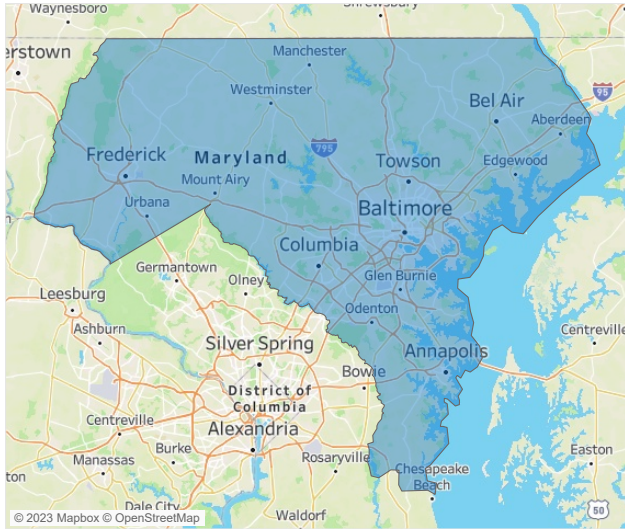 Waynesboro
Shrewsbury
erstown
Manchester
Westminster
95
Bel Air
Aberdeen
795
Maryland
Frederick
Towson
Edgewood
Mount Airy
Urbana
Baltimore
Columbia
Germantown
Olney
Glen Burnie
Leesburg
Odenton
Ashburn
Centreville
Silver Spring
Annapolis
Bowie
District of
Columbia
Centreville
Alexandria
Burke
Rosaryville
Easton
Manassas
ton
Chesapeake
Beach
Dale City
Waldorf
50
© 2023 Mapbox © OpenStreetMap